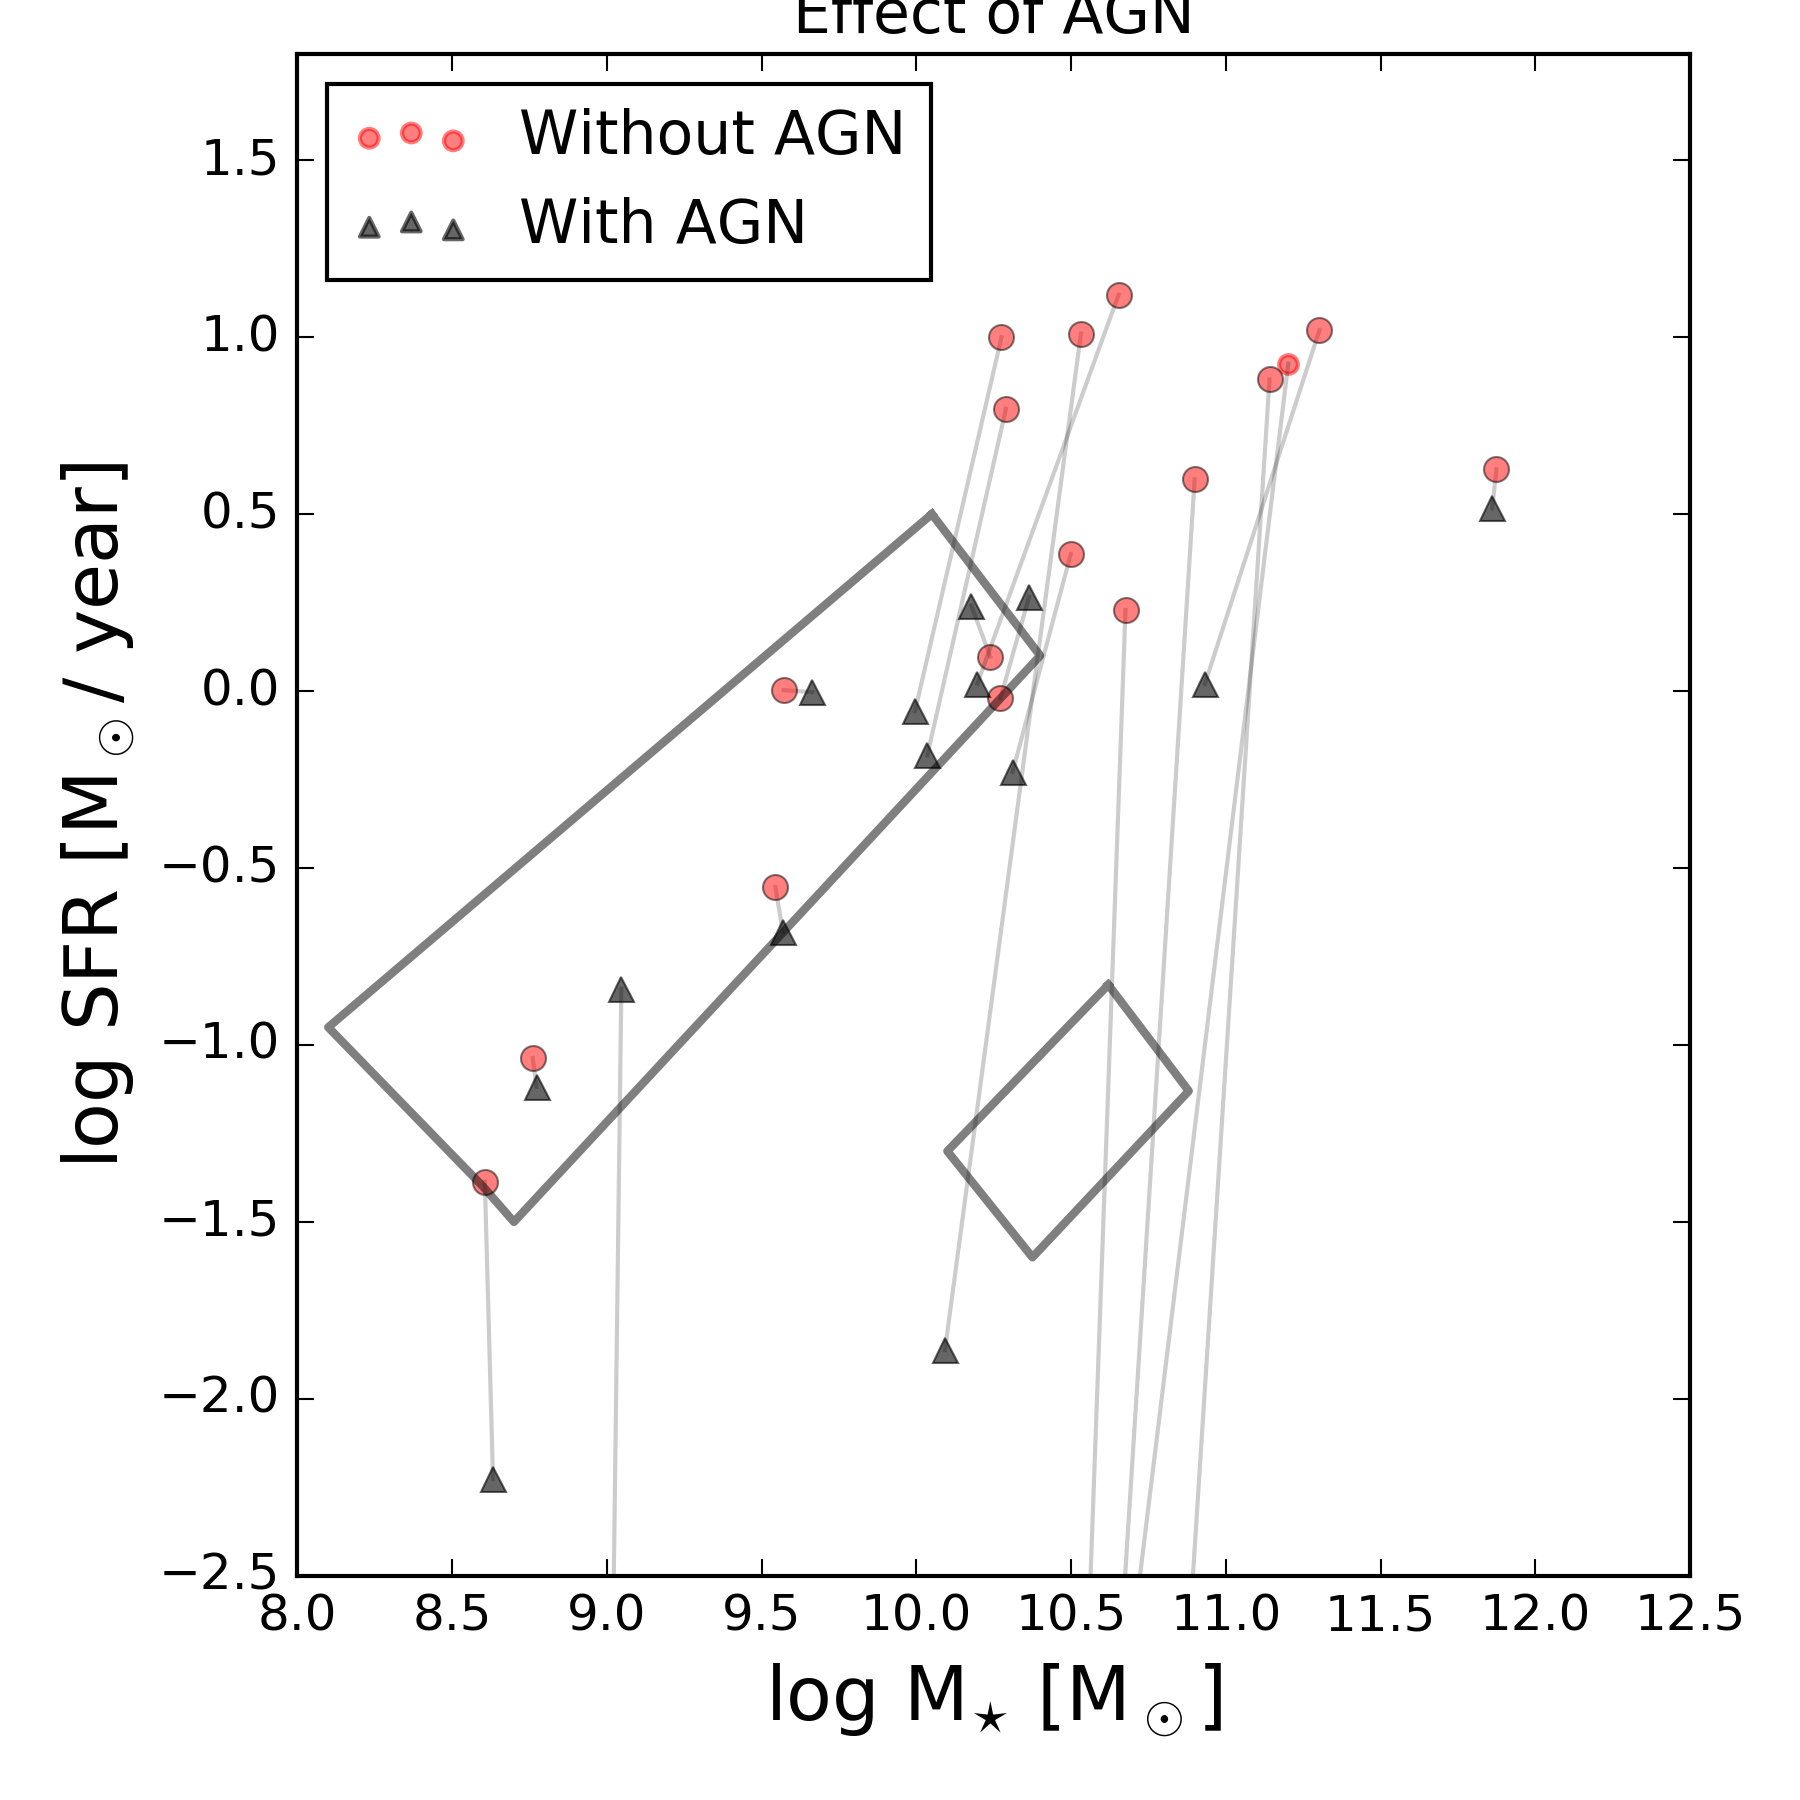 Effect of AGN
Without AGN
With AGN
1.5
1.0
0.5
0.0
−0.5
−1.0
−1.5
−2.0
−2.5
log SFR [M☉/ year]
8.0 8.5 9.0 9.5 10.0 10.5 11.0 11.5 12.0 12.5
log M★ [M☉]